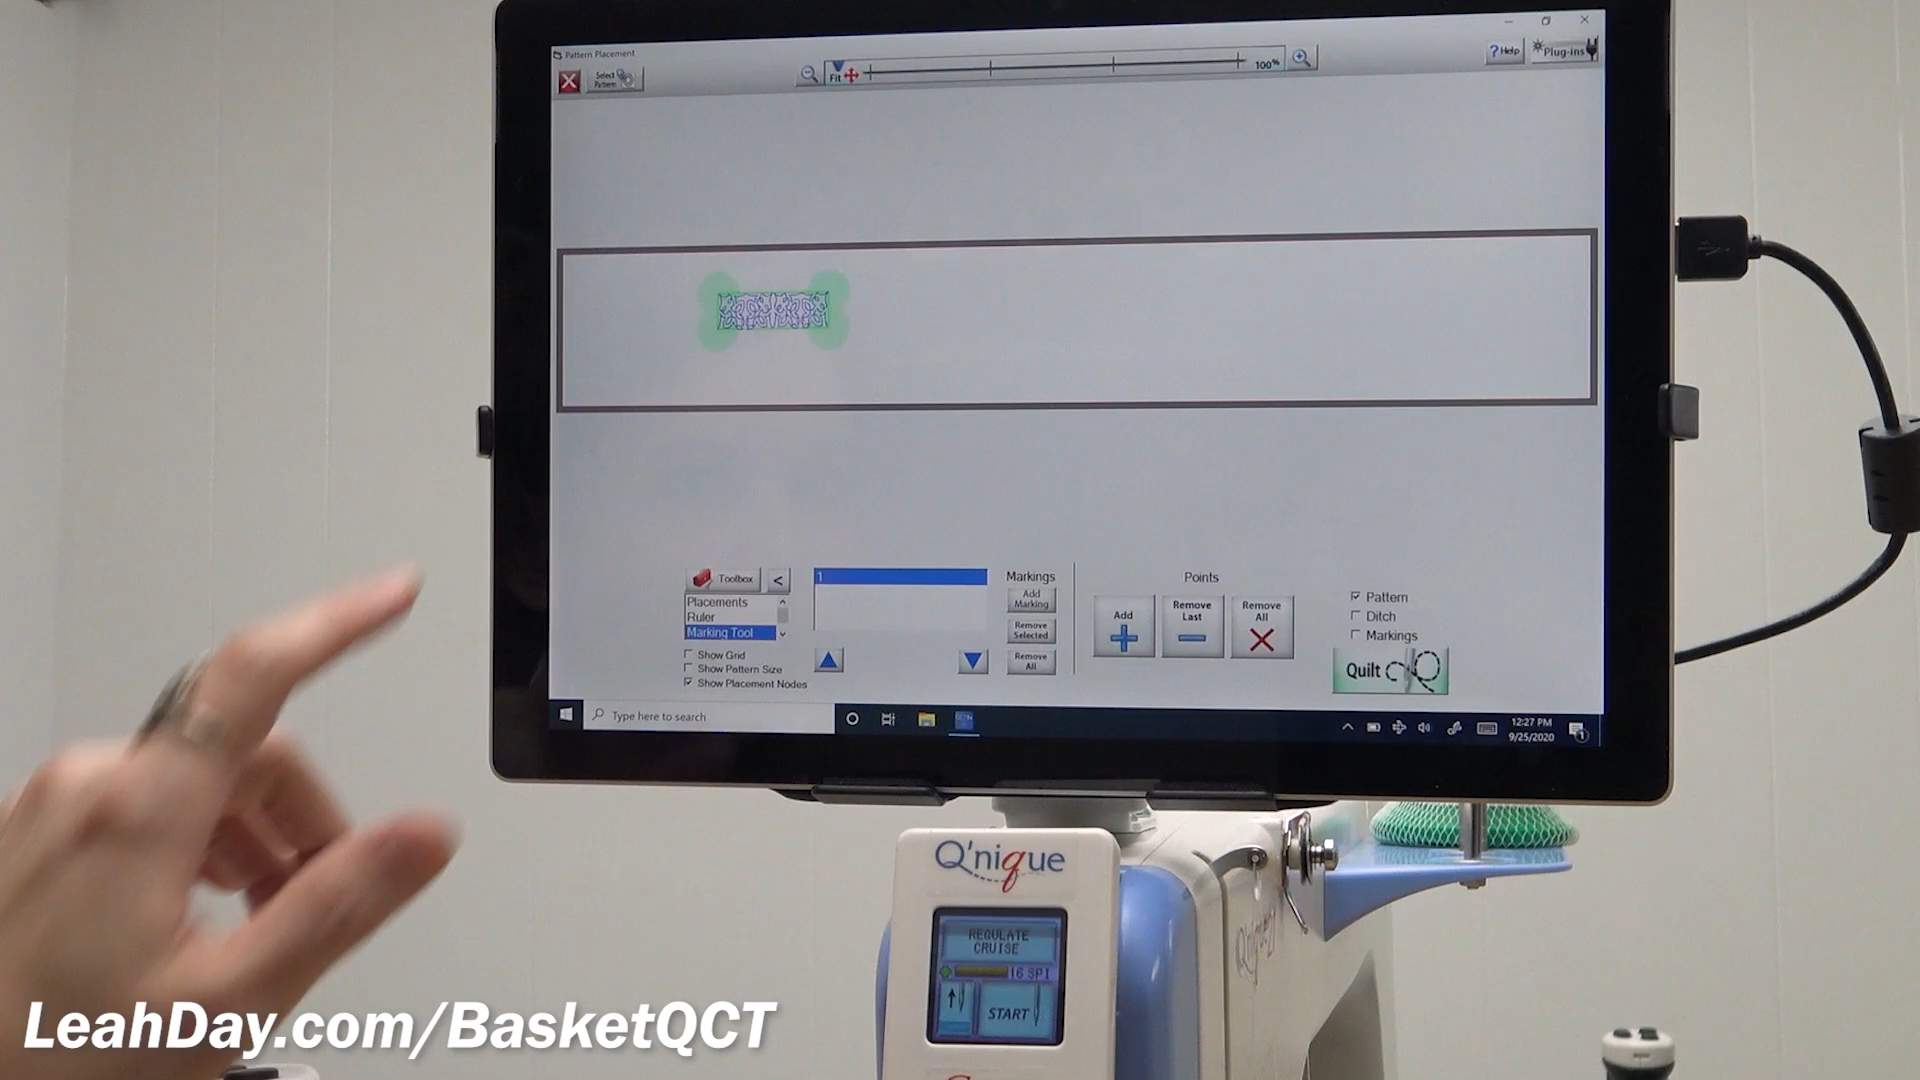 Pattern Placement
Select Pattern
Fit
100%
? Help
Plug-ins
Toolbox
<
Placements
Ruler
Marking Tool
Show Grid
Show Pattern Size
Show Placement Nodes
1
Markings
Add Marking
Remove Selected
Remove All
Points
Add
Remove Last
Remove All
Pattern
Ditch
Markings
Quilt
Type here to search
12:27 PM
9/25/2020
1
Q'nique
REGULATE
CRUISE
16 SPI
START
LeahDay.com/BasketQCT